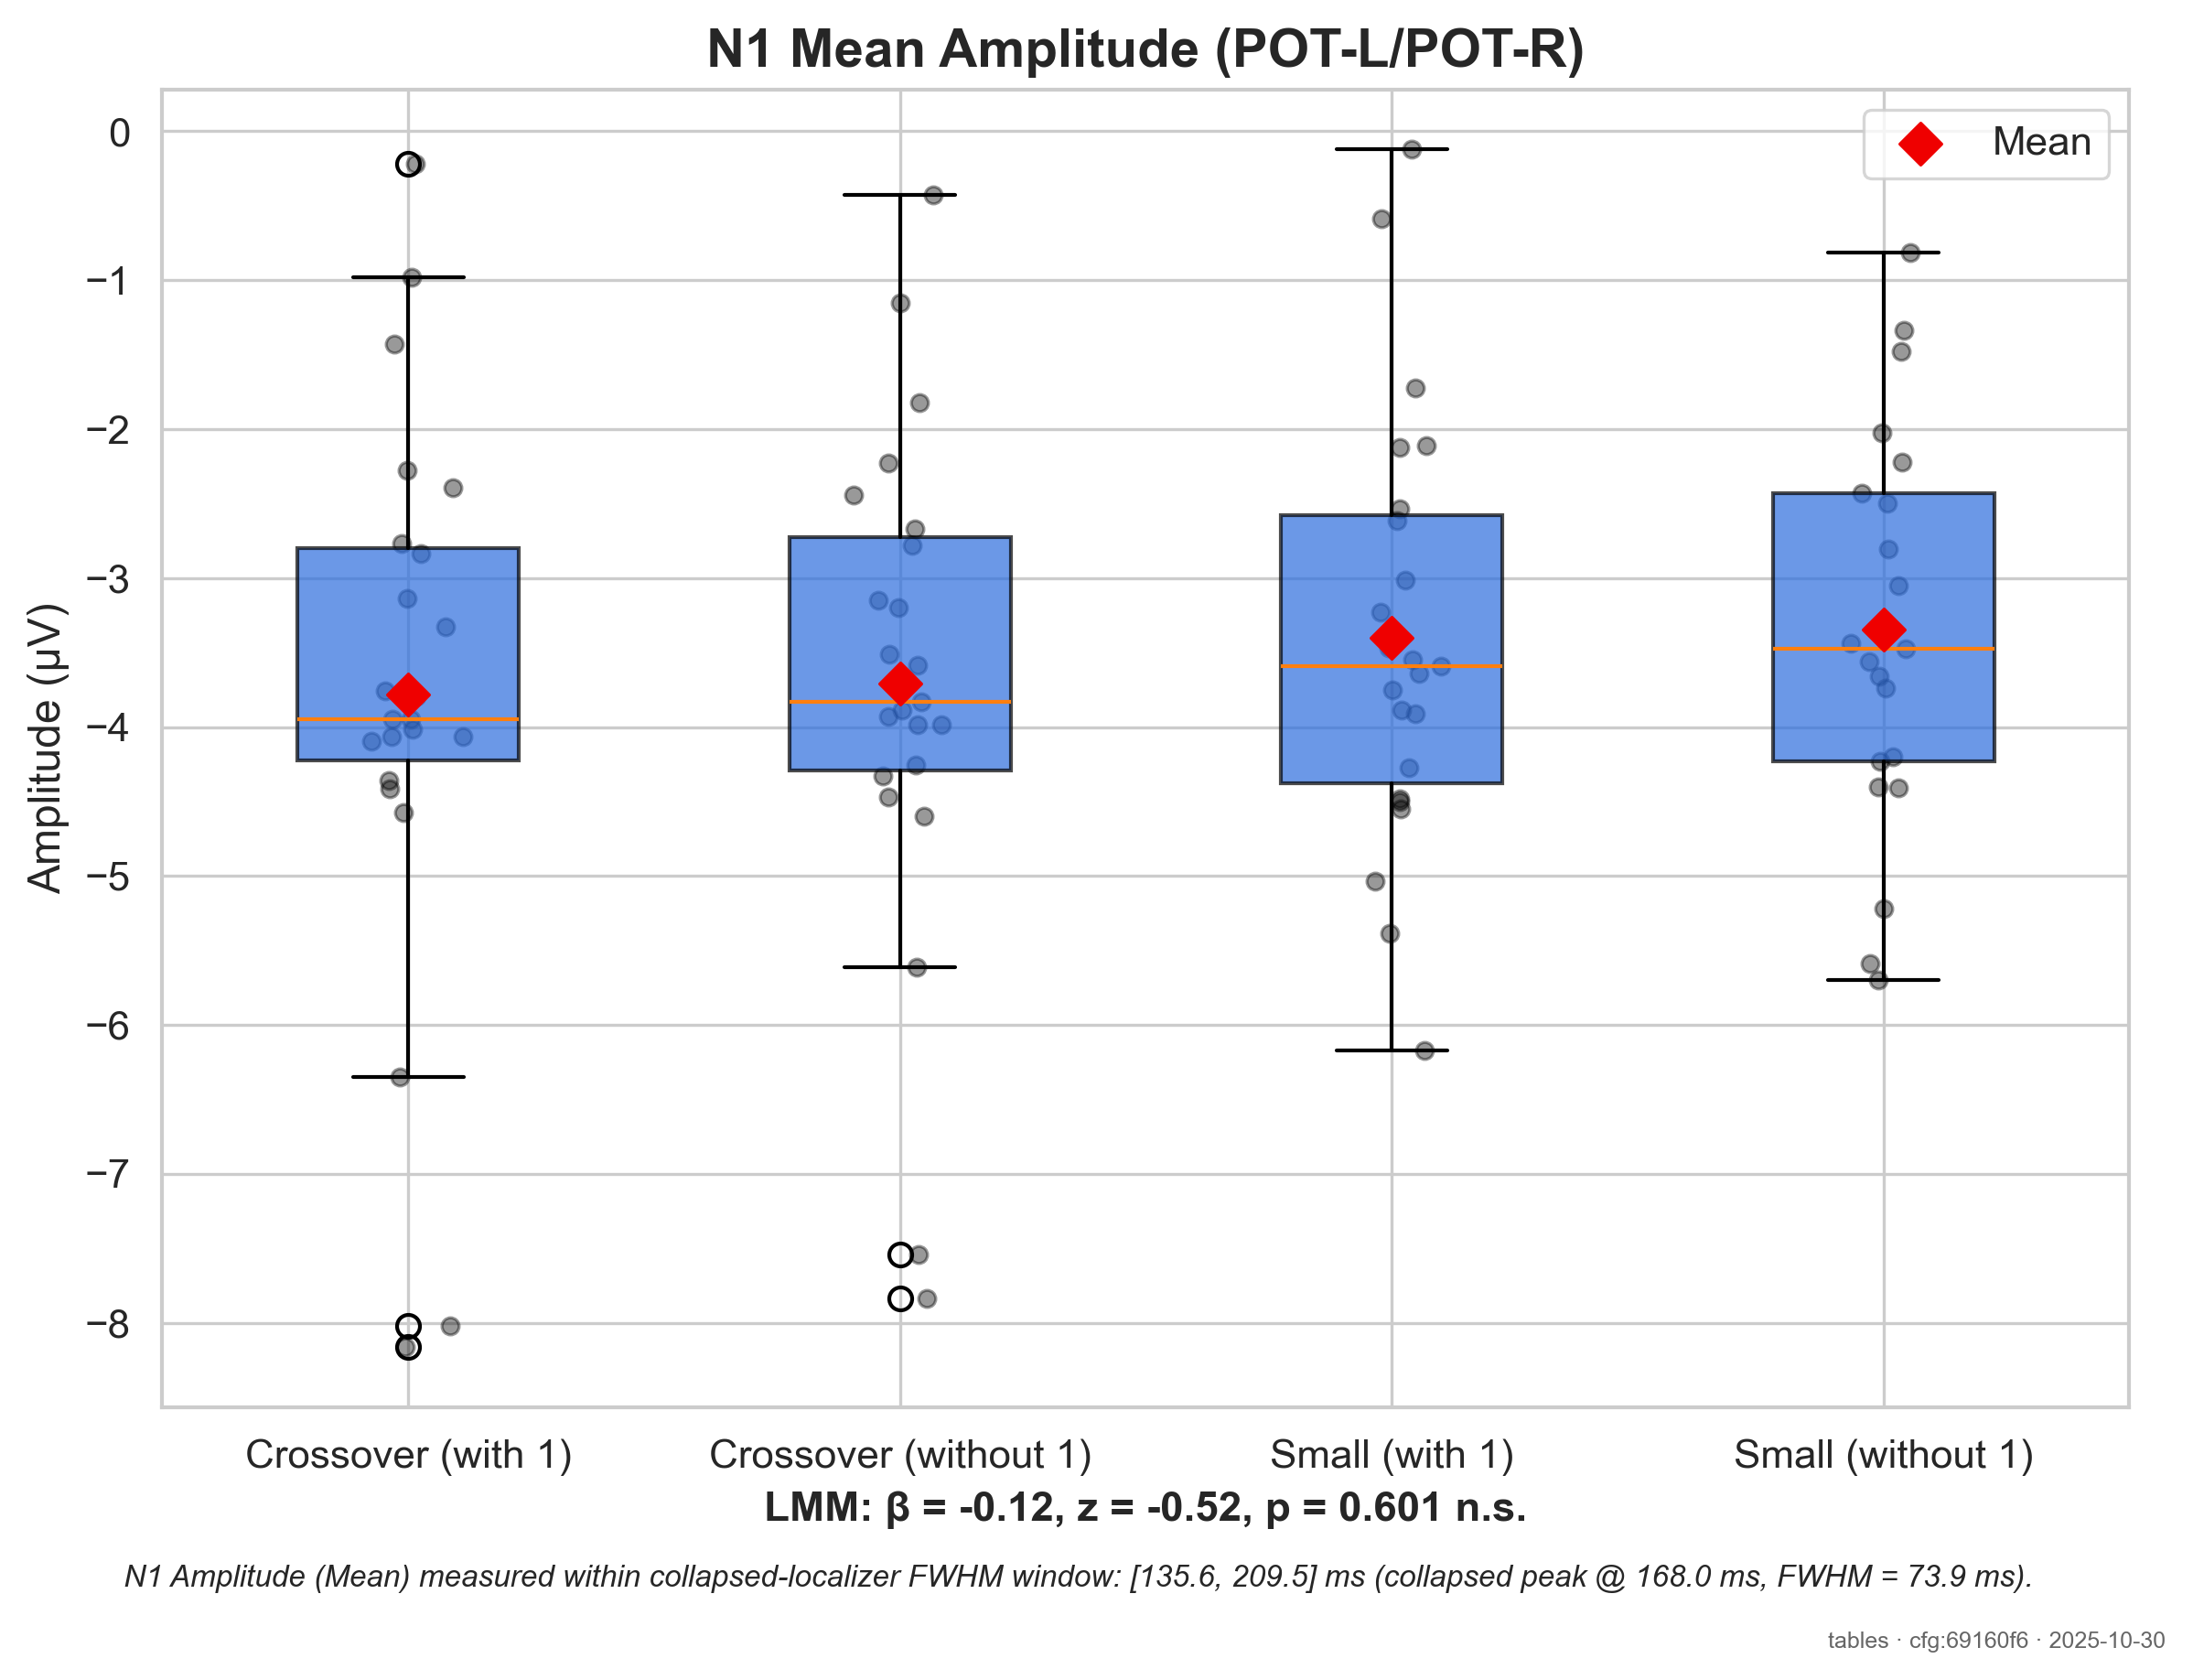 N1 Mean Amplitude (POT-L/POT-R)
Mean
Amplitude (µV)
0
−1
−2
−3
−4
−5
−6
−7
−8
Crossover (with 1)
Crossover (without 1)
Small (with 1)
Small (without 1)
LMM: β = -0.12, z = -0.52, p = 0.601 n.s.
N1 Amplitude (Mean) measured within collapsed-localizer FWHM window: [135.6, 209.5] ms (collapsed peak @ 168.0 ms, FWHM = 73.9 ms).
tables · cfg:69160f6 · 2025-10-30